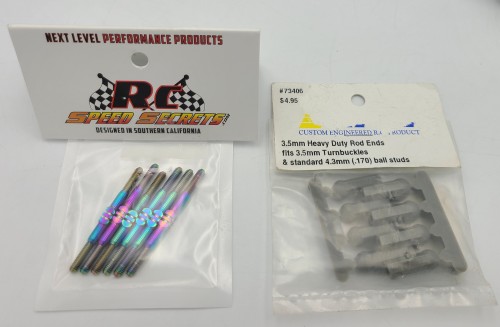 NEXT LEVEL PERFORMANCE PRODUCTS
RC
SPEED SECRETS
DESIGNED IN SOUTHERN CALIFORNIA
#73406
$4.95
CUSTOM ENGINEERED PRODUCT
3.5mm Heavy Duty Rod Ends
fits 3.5mm Turnbuckles
& standard 4.3mm (.170) ball studs